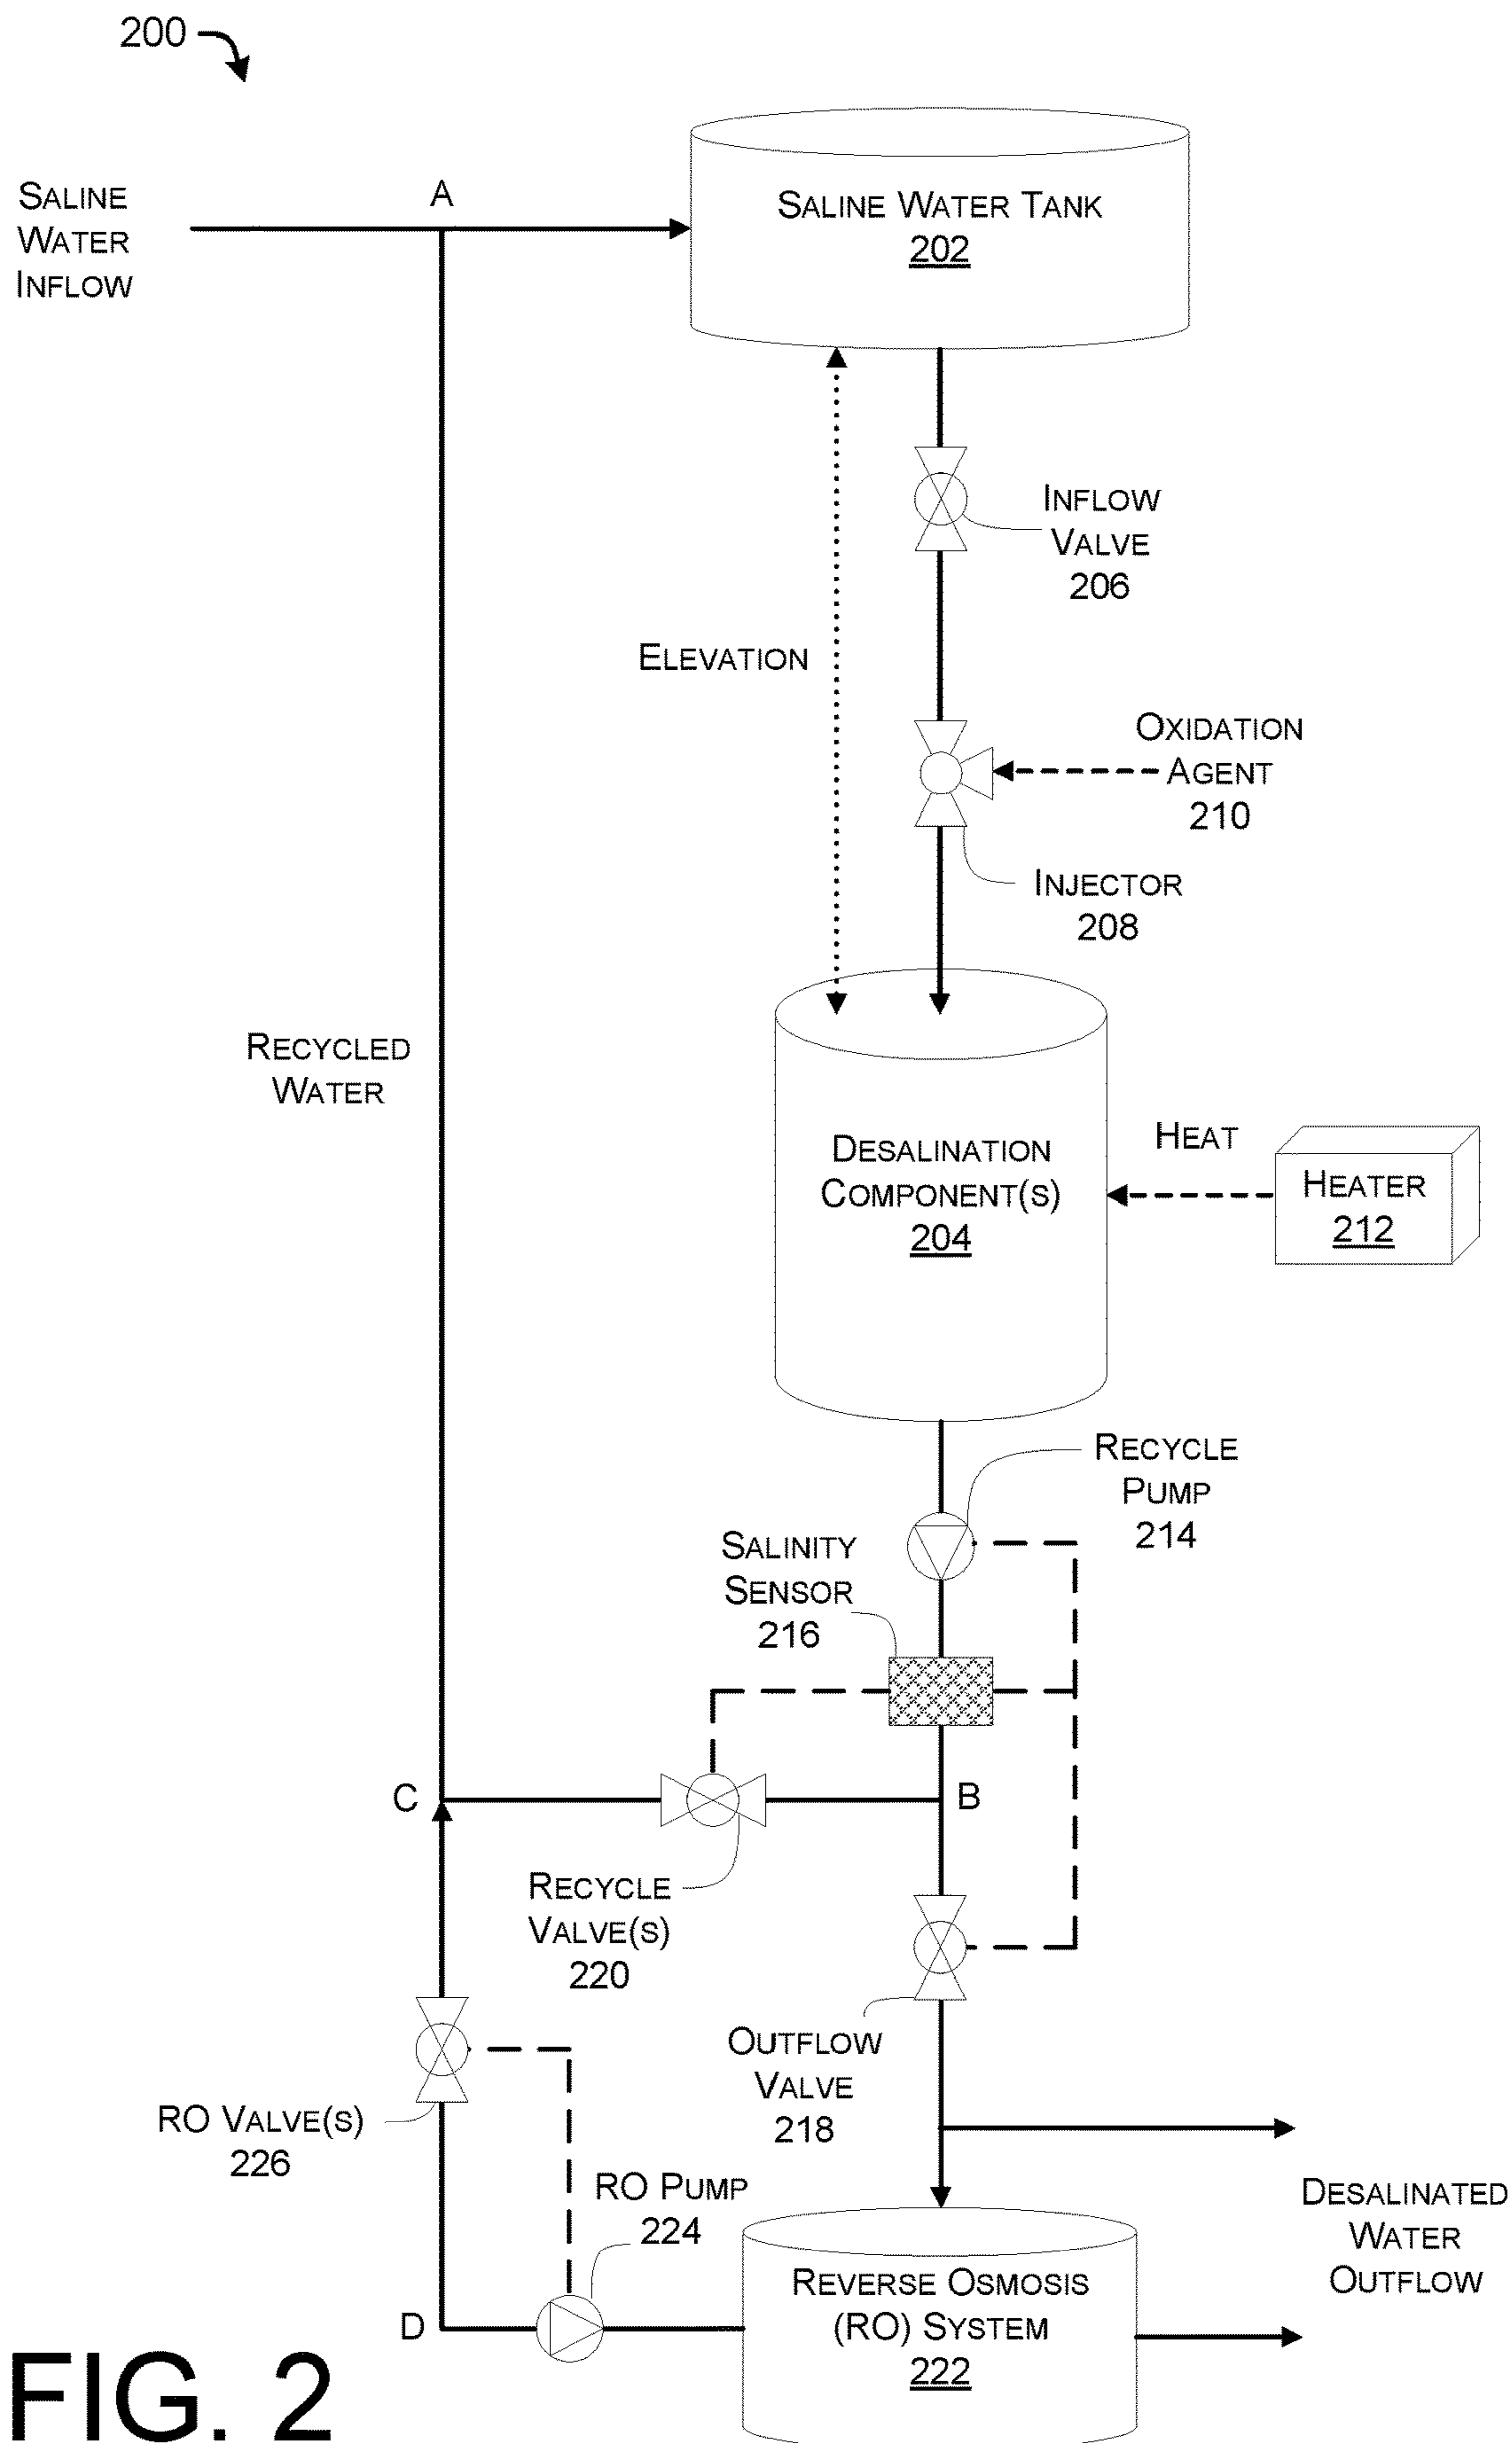 200
A
SALINE
WATER
INFLOW
SALINE WATER TANK
202
INFLOW
VALVE
206
ELEVATION
OXIDATION
AGENT
210
INJECTOR
208
RECYCLED
WATER
DESALINATION
COMPONENT(S)
204
HEAT
HEATER
212
RECYCLE
PUMP
214
SALINITY
SENSOR
216
C
B
RECYCLE
VALVE(S)
220
OUTFLOW
VALVE
218
RO VALVE(S)
226
RO PUMP
224
DESALINATED
WATER
OUTFLOW
D
REVERSE OSMOSIS
(RO) SYSTEM
222
FIG. 2